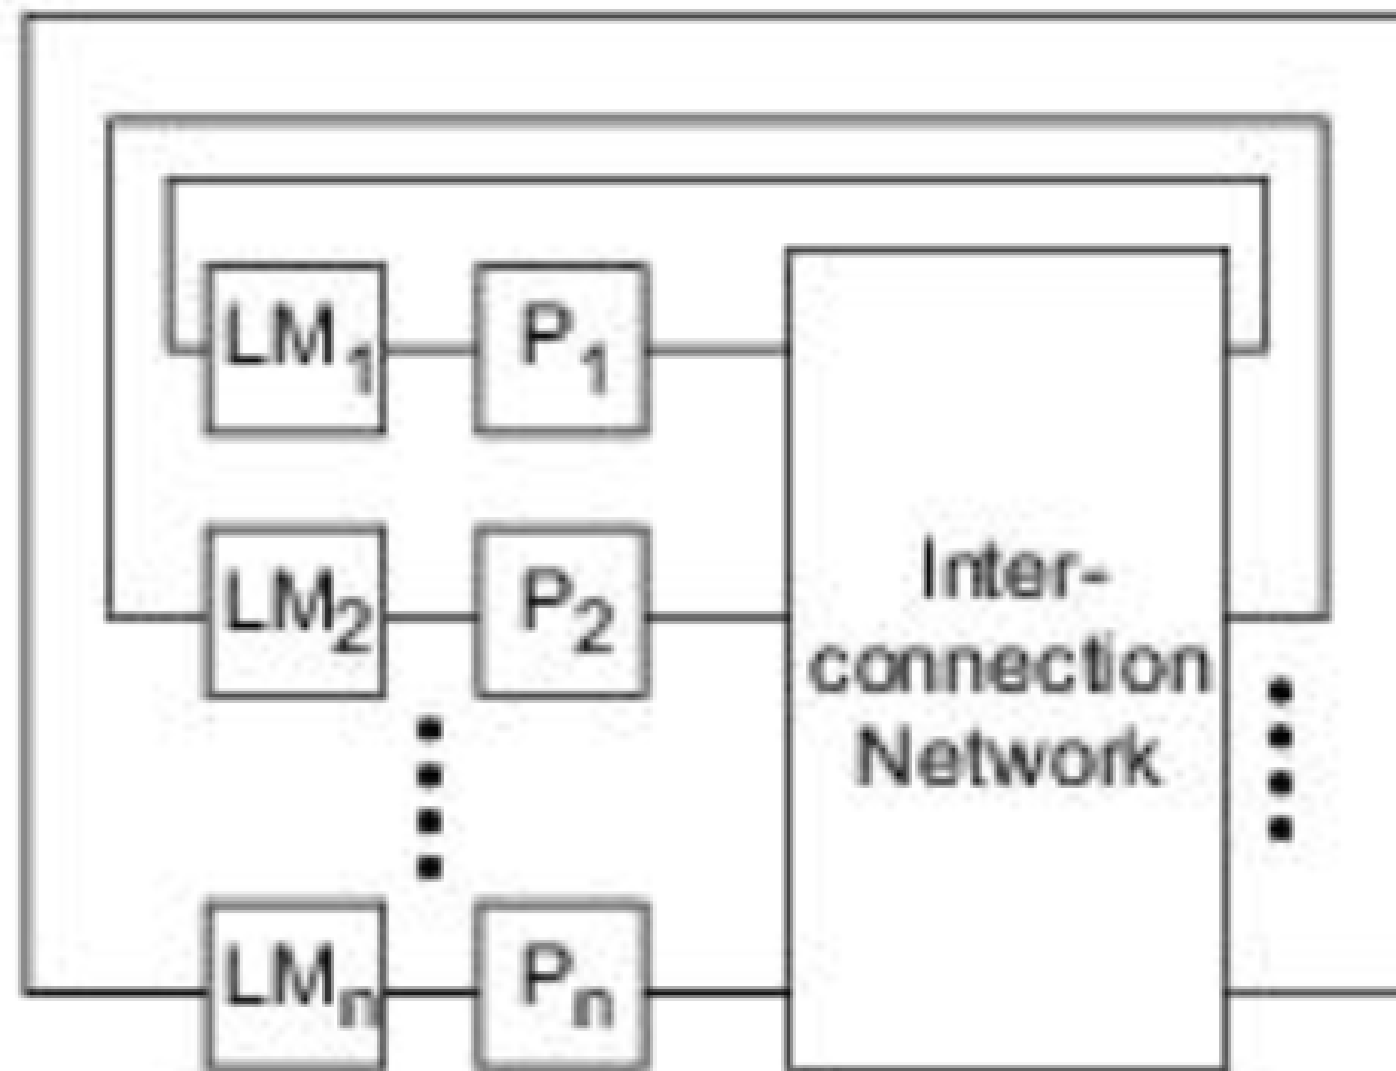 LM1
P1
LM2
P2
Inter-
connection
Network
LMn
Pn